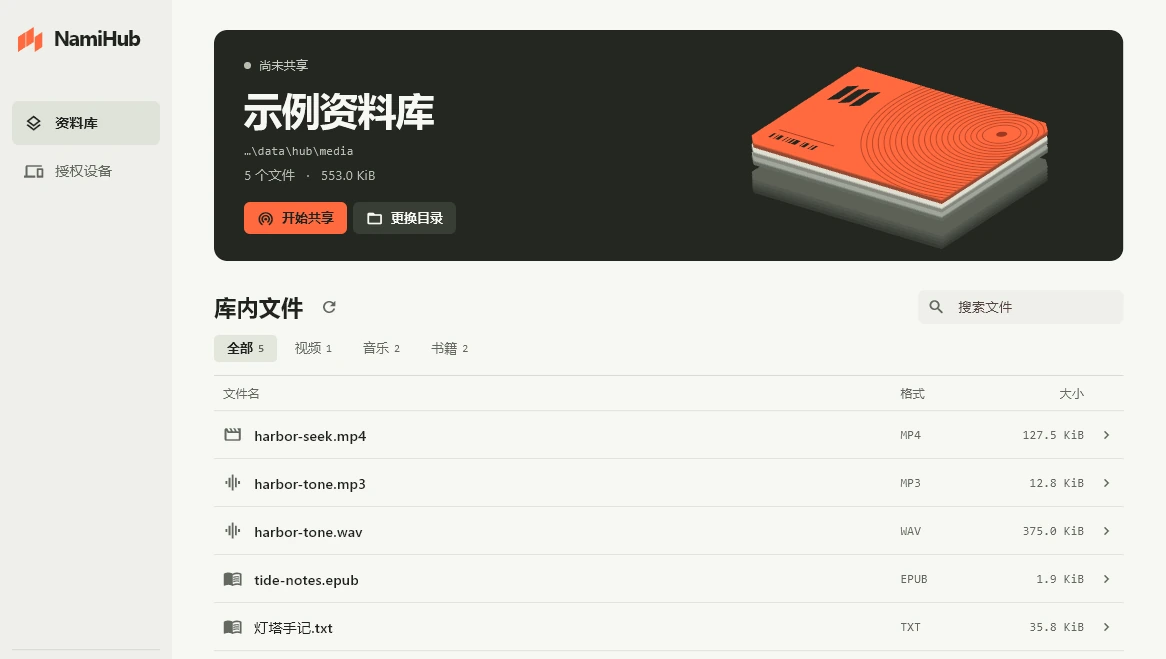 NamiHub
资料库
授权设备
尚未共享
示例资料库
…\data\hub\media
5 个文件 · 553.0 KiB
开始共享 更换目录
库内文件
搜索文件
全部 5 视频 1 音乐 2 书籍 2
文件名 格式 大小
harbor-seek.mp4 MP4 127.5 KiB
harbor-tone.mp3 MP3 12.8 KiB
harbor-tone.wav WAV 375.0 KiB
tide-notes.epub EPUB 1.9 KiB
灯塔手记.txt TXT 35.8 KiB